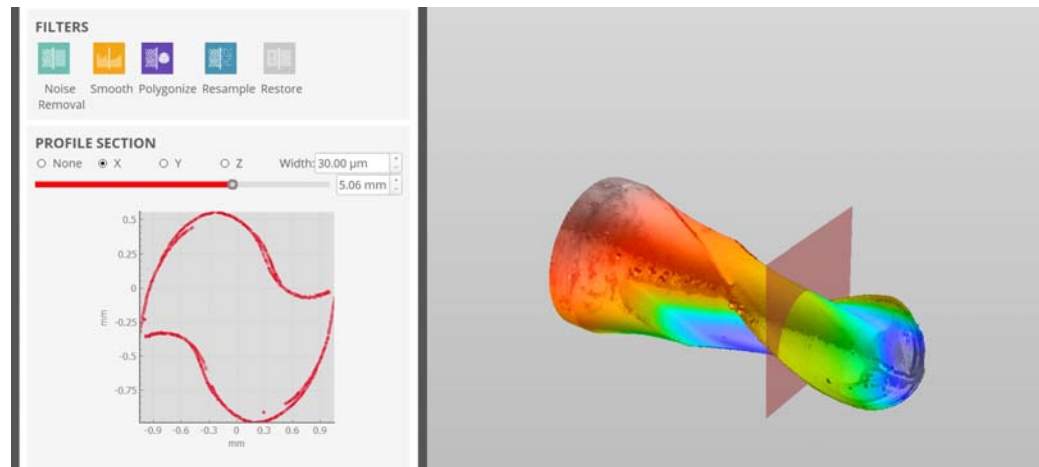 FILTERS
Noise Removal Smooth Polygonize Resample Restore
PROFILE SECTION
None X Y Z Width: 30.00 µm
5.06 mm
0.5
0.25
0
-0.25
-0.5
-0.75
mm
-0.9 -0.6 -0.3 0 0.3 0.6 0.9
mm